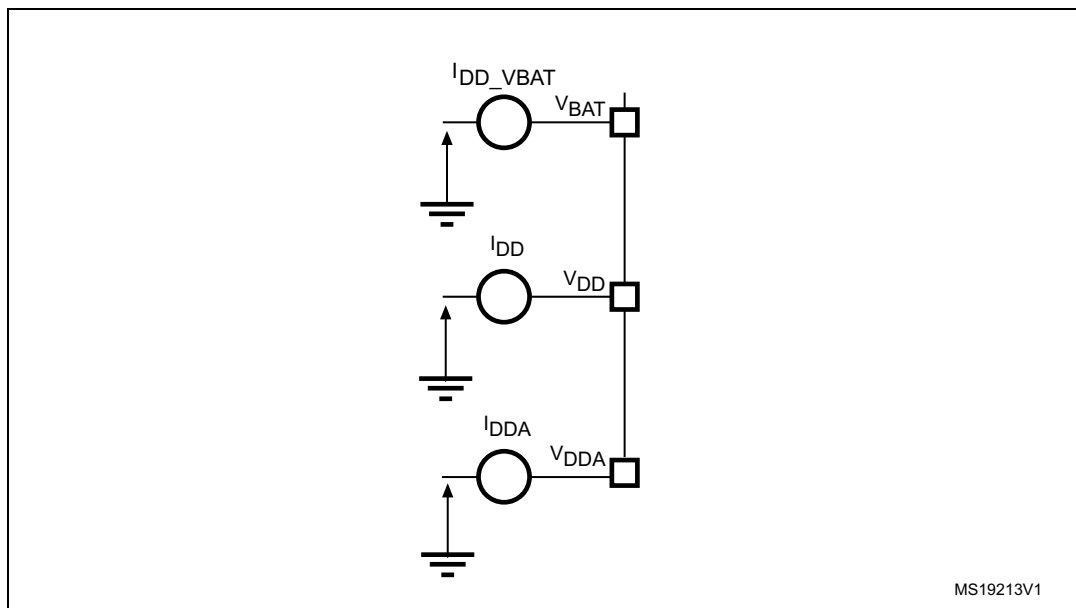 IDD_VBAT
VBAT
IDD
VDD
IDDA
VDDA
MS19213V1